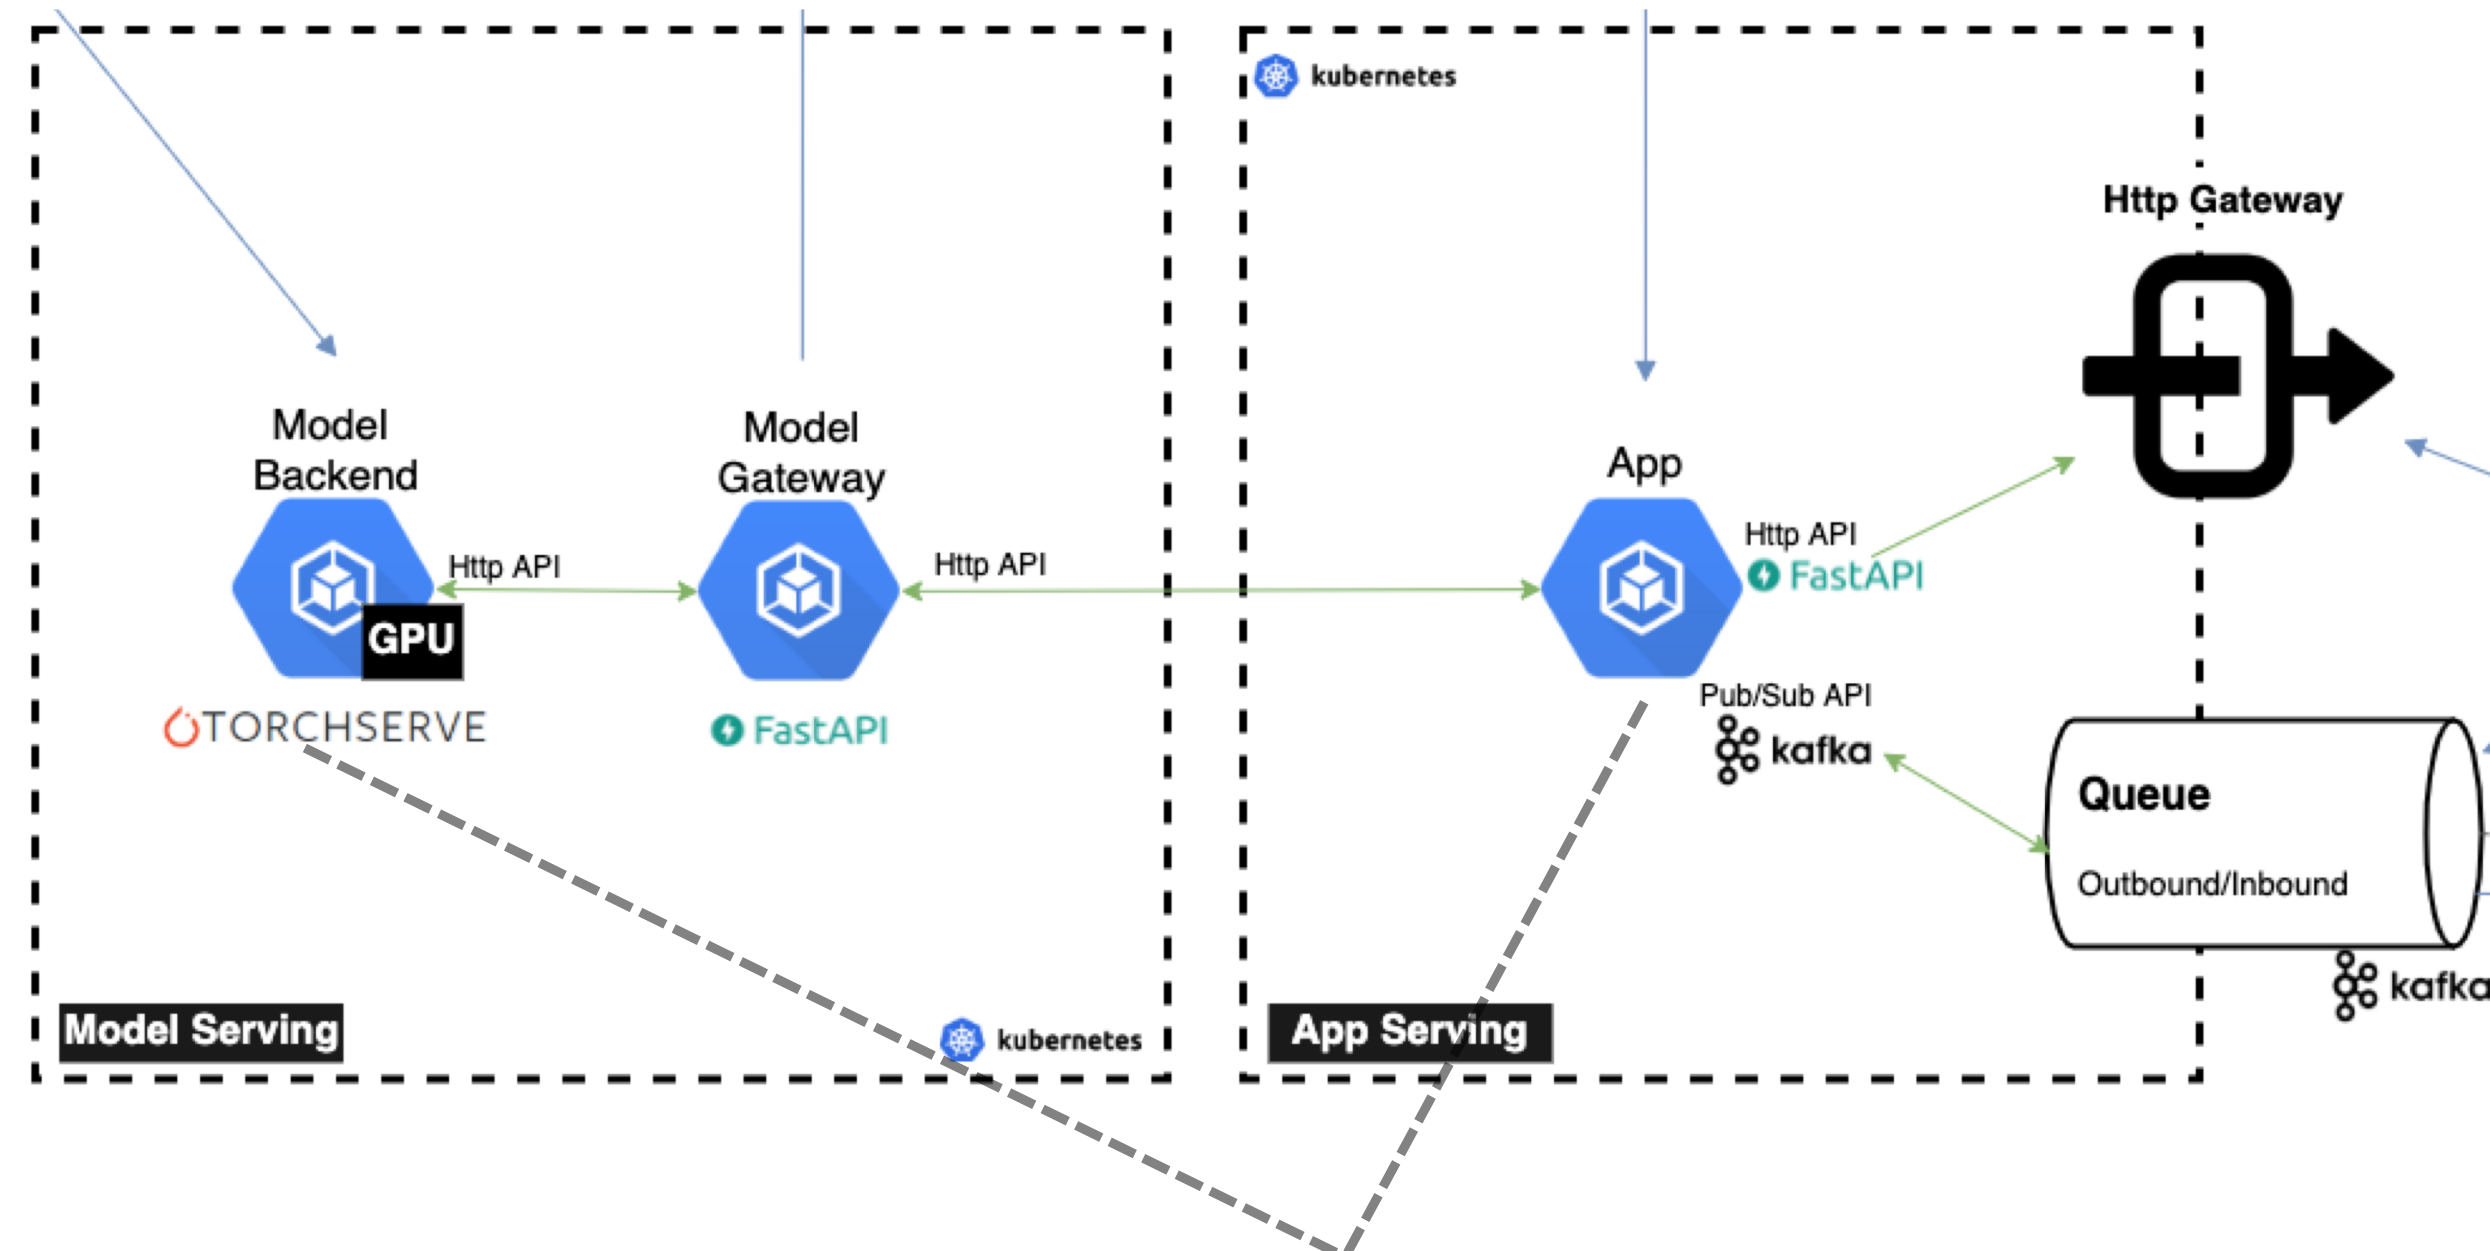 kubernetes
Http Gateway
Model
Backend
Model
Gateway
App
Http API
Http API
Http API
FastAPI
GPU
TORCHSERVE
FastAPI
Pub/Sub API
kafka
Queue
Outbound/Inbound
kafka
Model Serving
kubernetes
App Serving